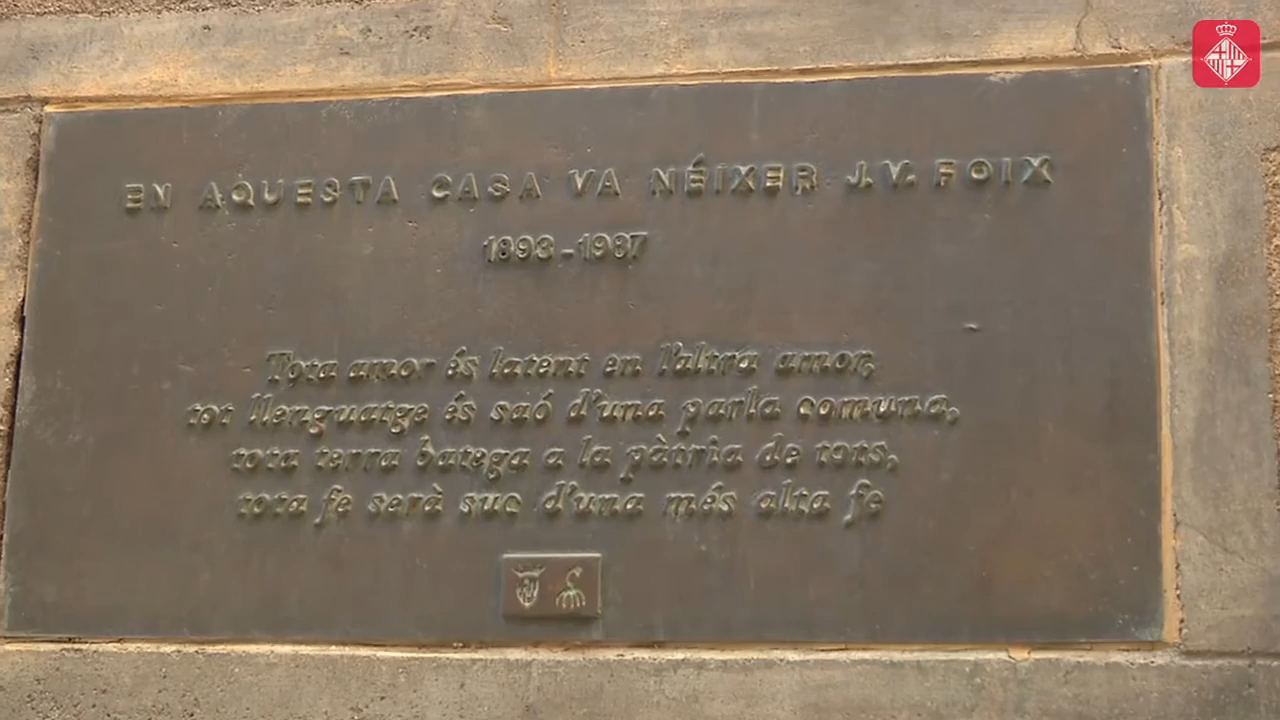 EN AQUESTA CASA VA NÉIXER J.V. FOIX
1893-1987
Tota amor és latent en l'altra amor,
tot llenguatge és saó d'una parla comuna,
tota terra batega a la pàtria de tots,
tota fe serà suc d'una més alta fe